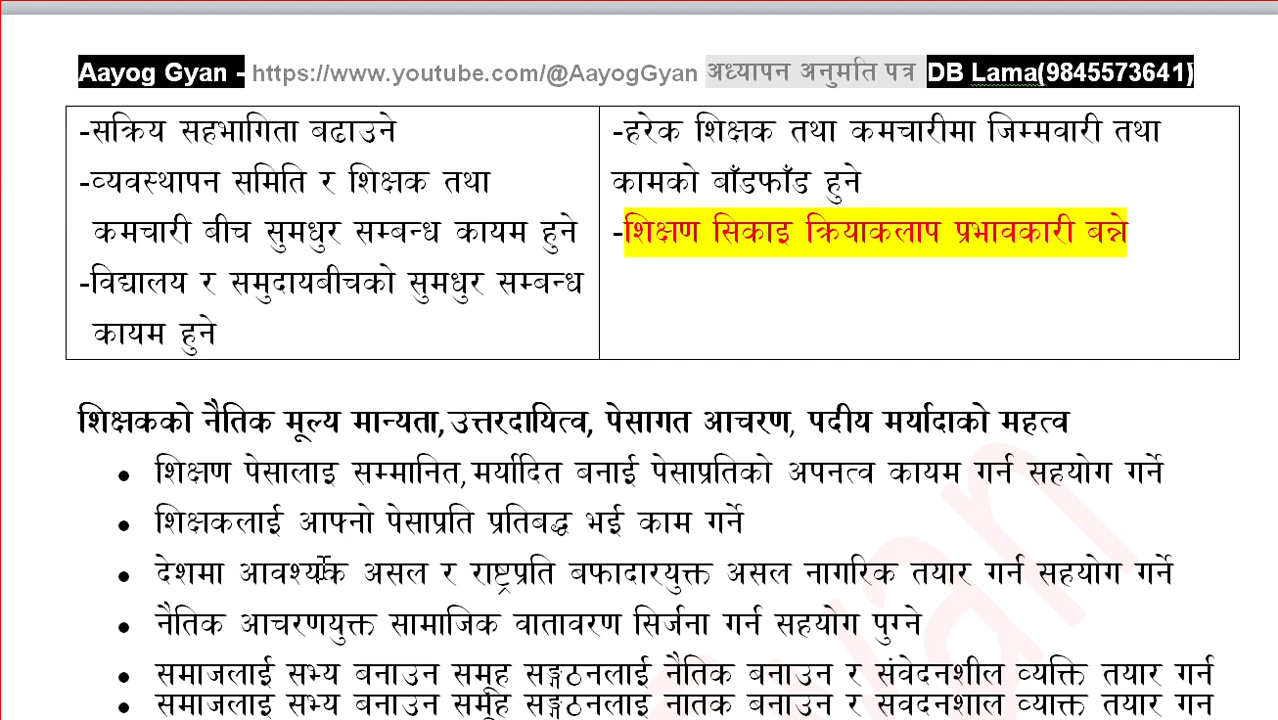 Aayog Gyan - https://www.youtube.com/@AayogGyan अध्यापन अनुमति पत्र DB Lama(9845573641)
-सक्रिय सहभागिता बढाउने
-व्यवस्थापन समिति र शिक्षक तथा
कमचारी बीच सुमधुर सम्बन्ध कायम हुने
-विद्यालय र समुदायबीचको सुमधुर सम्बन्ध
कायम हुने
-हरेक शिक्षक तथा कमचारीमा जिम्मवारी तथा
कामको बाँडफाँड हुने
-शिक्षण सिकाइ क्रियाकलाप प्रभावकारी बन्ने
शिक्षकको नैतिक मूल्य मान्यता, उत्तरदायित्व, पेसागत आचरण, पदीय मर्यादाको महत्व
• शिक्षण पेसालाइ सम्मानित, मर्यादित बनाई पेसाप्रतिको अपनत्व कायम गर्न सहयोग गर्ने
• शिक्षकलाई आफ्नो पेसाप्रति प्रतिबद्ध भई काम गर्ने
• देशमा आवश्यक असल र राष्ट्रप्रति बफादारयुक्त असल नागरिक तयार गर्न सहयोग गर्ने
• नैतिक आचरणयुक्त सामाजिक वातावरण सिर्जना गर्न सहयोग पुग्ने
• समाजलाई सभ्य बनाउन समूह सङ्गठनलाई नैतिक बनाउन र संवेदनशील व्यक्ति तयार गर्न